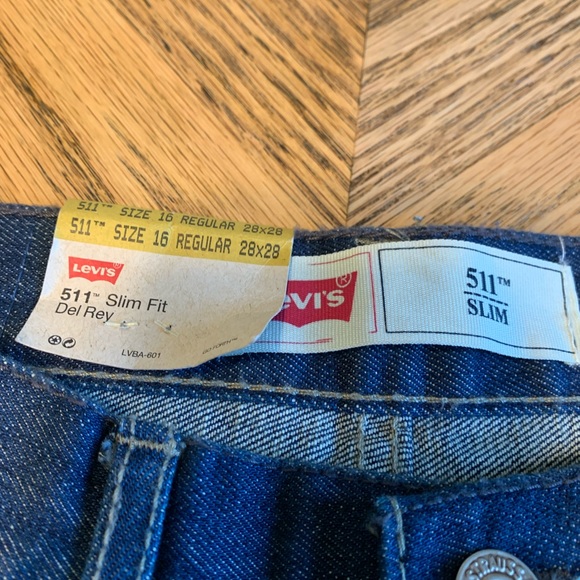 511™ SIZE 16 REGULAR 28x28
511™ SIZE 16 REGULAR 28x28
Levi's
511™ Slim Fit
Del Rey
LVBA-601
LEVI'S®
511™
SLIM
STRAUSS